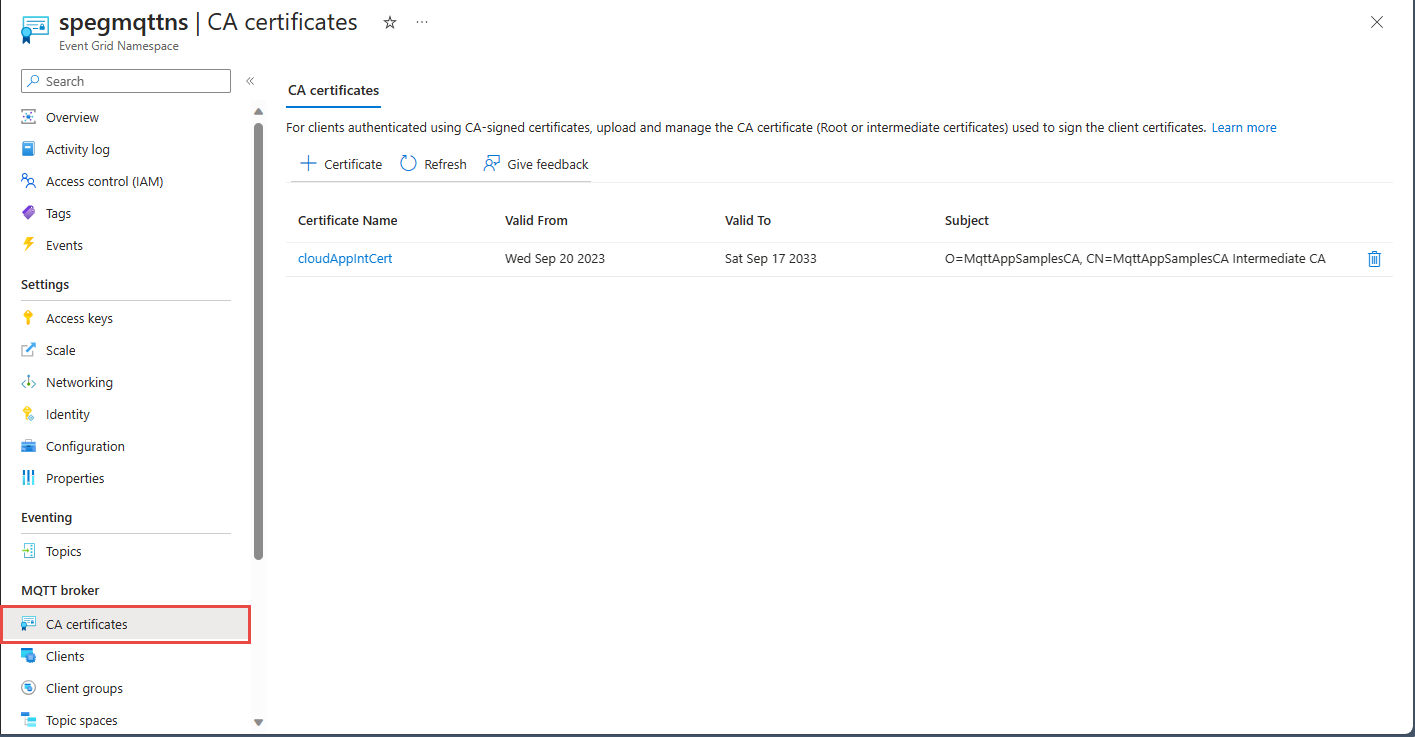 spegmqttns | CA certificates
Event Grid Namespace
Search
Overview
Activity log
Access control (IAM)
Tags
Events
Settings
Access keys
Scale
Networking
Identity
Configuration
Properties
Eventing
Topics
MQTT broker
CA certificates
Clients
Client groups
Topic spaces
CA certificates
For clients authenticated using CA-signed certificates, upload and manage the CA certificate (Root or intermediate certificates) used to sign the client certificates. Learn more
Certificate Refresh Give feedback
Certificate Name Valid From Valid To Subject
cloudAppIntCert Wed Sep 20 2023 Sat Sep 17 2033 O=MqttAppSamplesCA, CN=MqttAppSamplesCA Intermediate CA